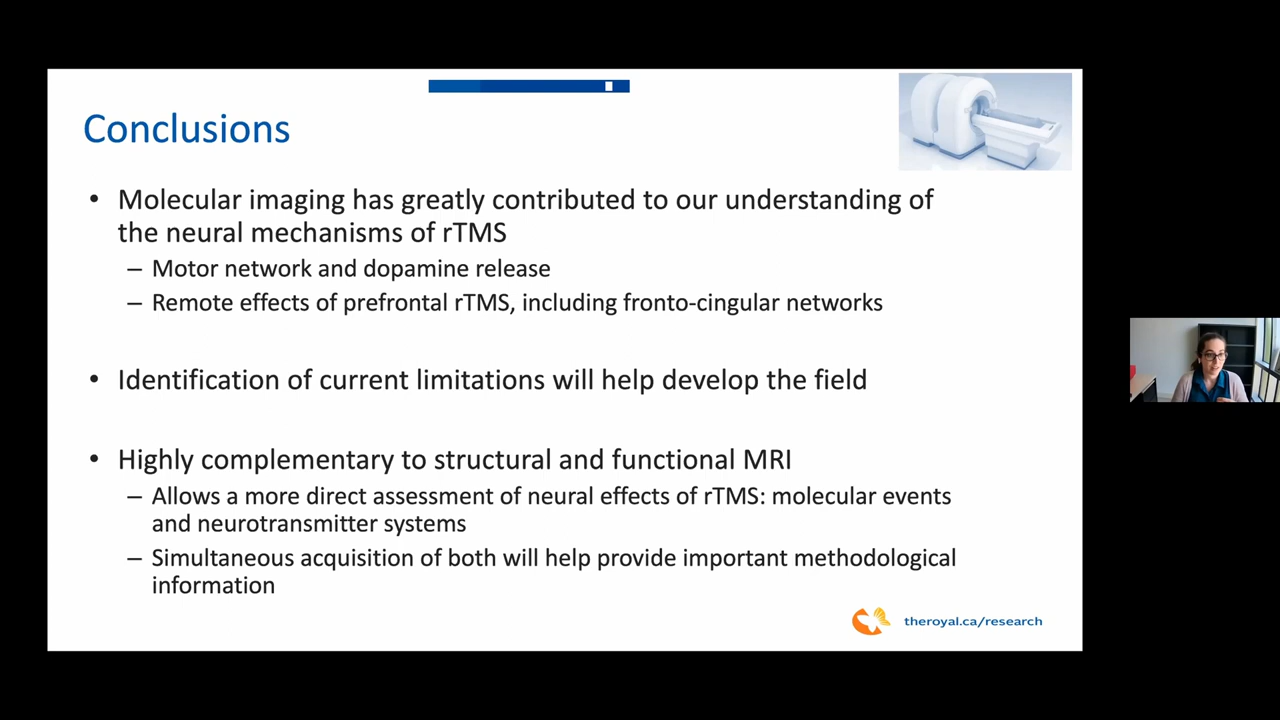 Conclusions
• Molecular imaging has greatly contributed to our understanding of
the neural mechanisms of rTMS
– Motor network and dopamine release
– Remote effects of prefrontal rTMS, including fronto-cingular networks
• Identification of current limitations will help develop the field
• Highly complementary to structural and functional MRI
– Allows a more direct assessment of neural effects of rTMS: molecular events
and neurotransmitter systems
– Simultaneous acquisition of both will help provide important methodological
information
theroyal.ca/research